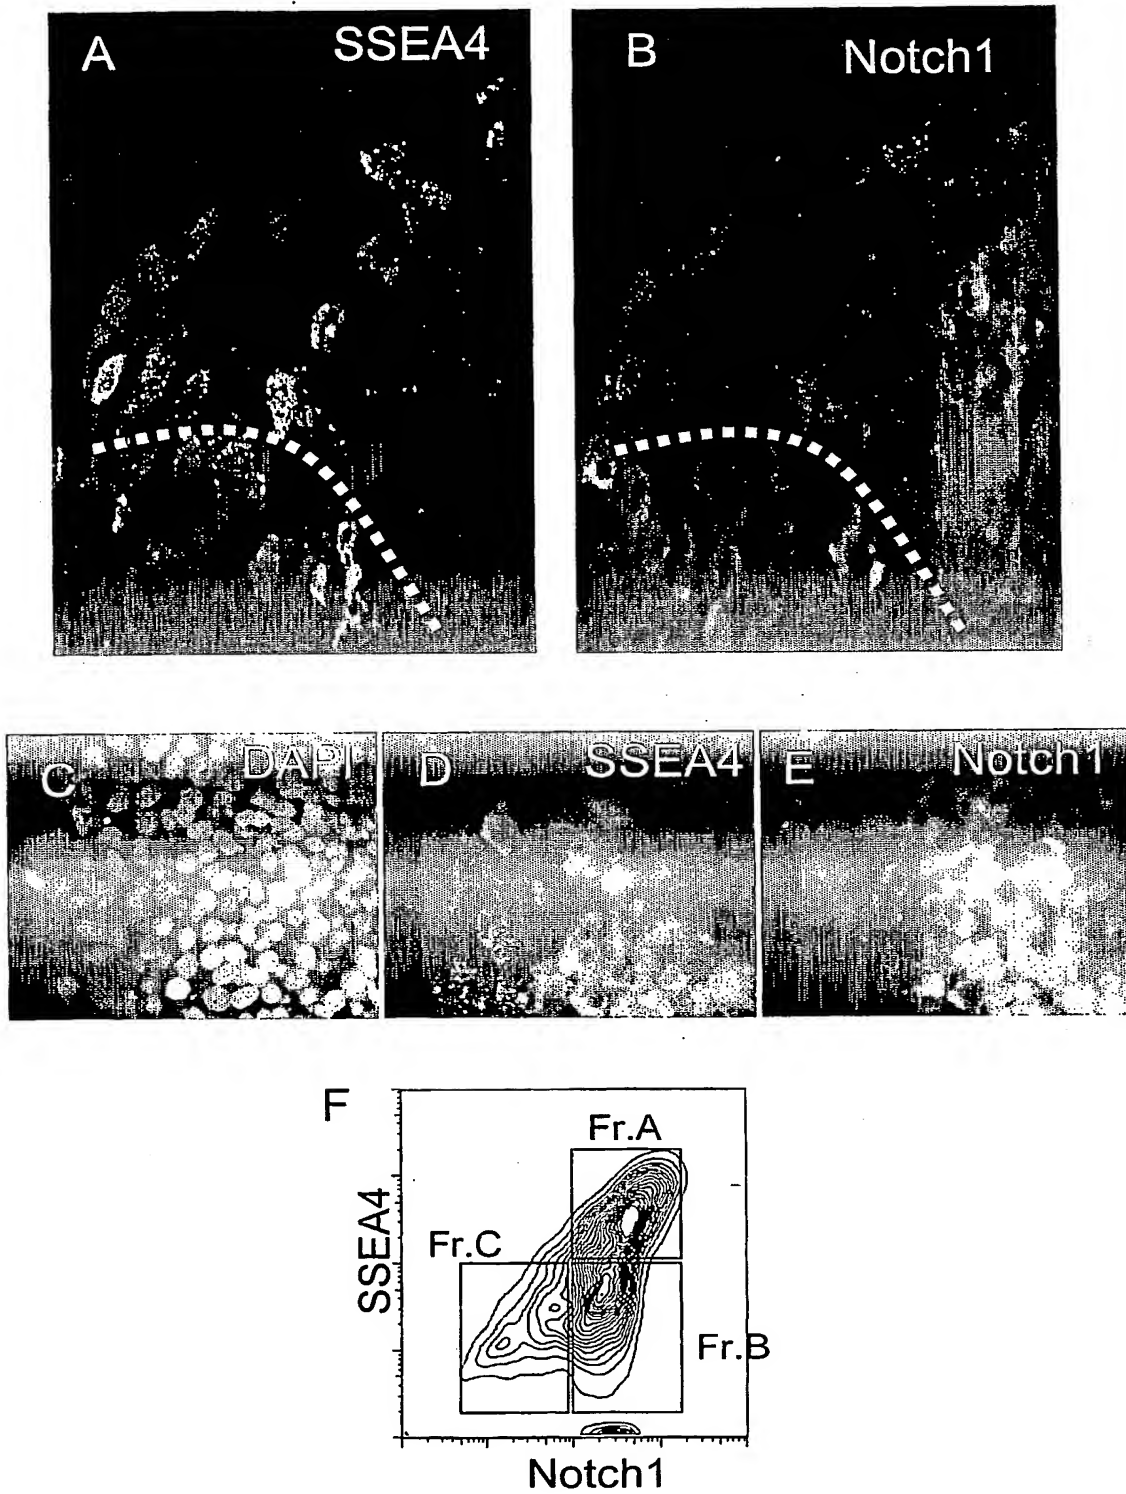 A SSEA4
B Notch1
C DAPI
D SSEA4
E Notch1
F
Fr.A
Fr.C
Fr.B
SSEA4
Notch1